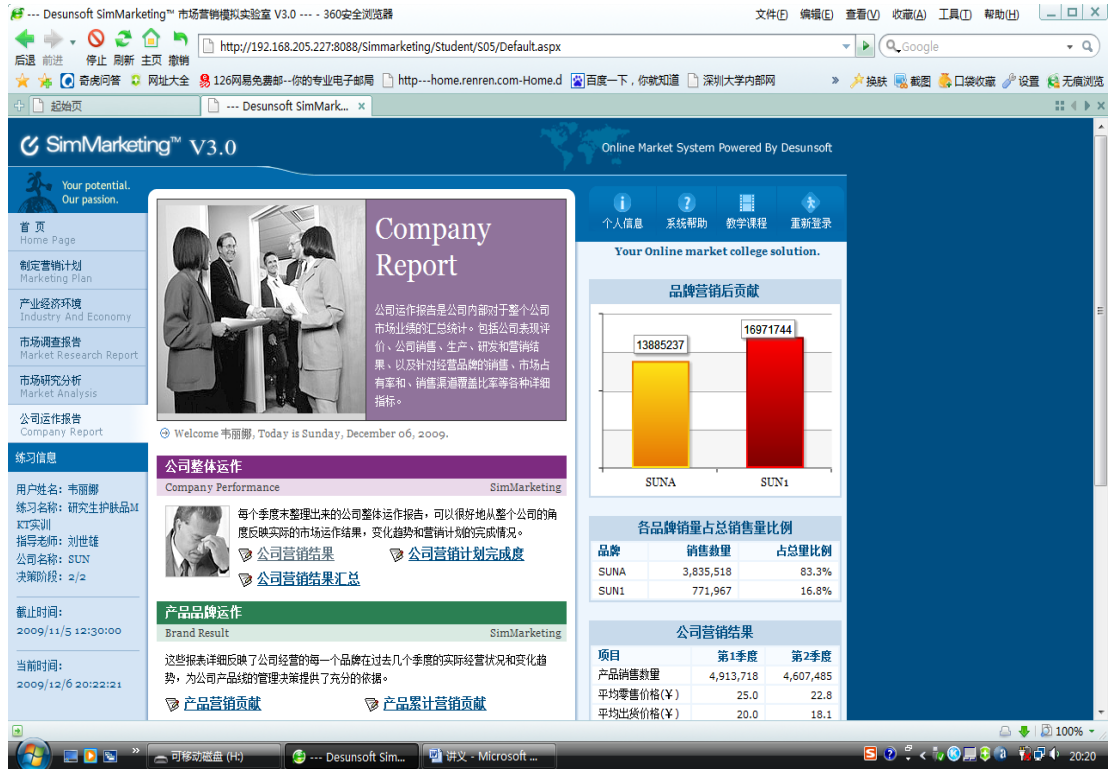 --- Desunsoft SimMarketing™ 市场营销模拟实验室 V3.0 --- - 360安全浏览器
文件(F) 编辑(E) 查看(V) 收藏(A) 工具(T) 帮助(H)
后退 前进 停止 刷新 主页 撤销
http://192.168.205.227:8088/Simmarketing/Student/S05/Default.aspx
Google
奇虎问答 网址大全 126网易免费邮--你的专业电子邮局 http---home.renren.com-Home.d 百度一下，你就知道 深圳大学内部网 » 换肤 截图 口袋收藏 设置 无痕浏览
起始页
--- Desunsoft SimMark... ×
SimMarketing™ V3.0
Online Market System Powered By Desunsoft
Your potential.
Our passion.
首 页
Home Page
制定营销计划
Marketing Plan
产业经济环境
Industry And Economy
市场调查报告
Market Research Report
市场研究分析
Market Analysis
公司运作报告
Company Report
练习信息
用户姓名: 韦丽娜
练习名称: 研究生护肤品M
KT实训
指导老师: 刘世雄
公司名称: SUN
决策阶段: 2/2
截止时间:
2009/11/5 12:30:00
当前时间:
2009/12/6 20:22:21
Company
Report
公司运作报告是公司内部对于整个公司
市场业绩的汇总统计。包括公司表现评
价、公司销售、生产、研发和营销结
果、以及针对经营品牌的销售、市场占
有率和、销售渠道覆盖比率等各种详细
指标。
Welcome 韦丽娜, Today is Sunday, December 06, 2009.
公司整体运作
Company Performance SimMarketing
每个季度末整理出来的公司整体运作报告，可以很好地从整个公司的角
度反映实际的市场运作结果，变化趋势和营销计划的完成情况。
公司营销结果 公司营销计划完成度
公司营销结果汇总
产品品牌运作
Brand Result SimMarketing
这些报表详细反映了公司经营的每一个品牌在过去几个季度的实际经营状况和变化趋
势，为公司产品线的管理决策提供了充分的依据。
产品营销贡献 产品累计营销贡献
个人信息 系统帮助 教学课程 重新登录
Your Online market college solution.
品牌营销后贡献
16971744
13885237
SUNA SUN1
各品牌销量占总销售量比例
品牌 销售数量 占总量比例
SUNA 3,835,518 83.3%
SUN1 771,967 16.8%
公司营销结果
项目 第1季度 第2季度
产品销售数量 4,913,718 4,607,485
平均零售价格(¥) 25.0 22.8
平均出货价格(¥) 20.0 18.1
100%
可移动磁盘 (H:)
--- Desunsoft Sim...
讲义 - Microsoft ...
20:20